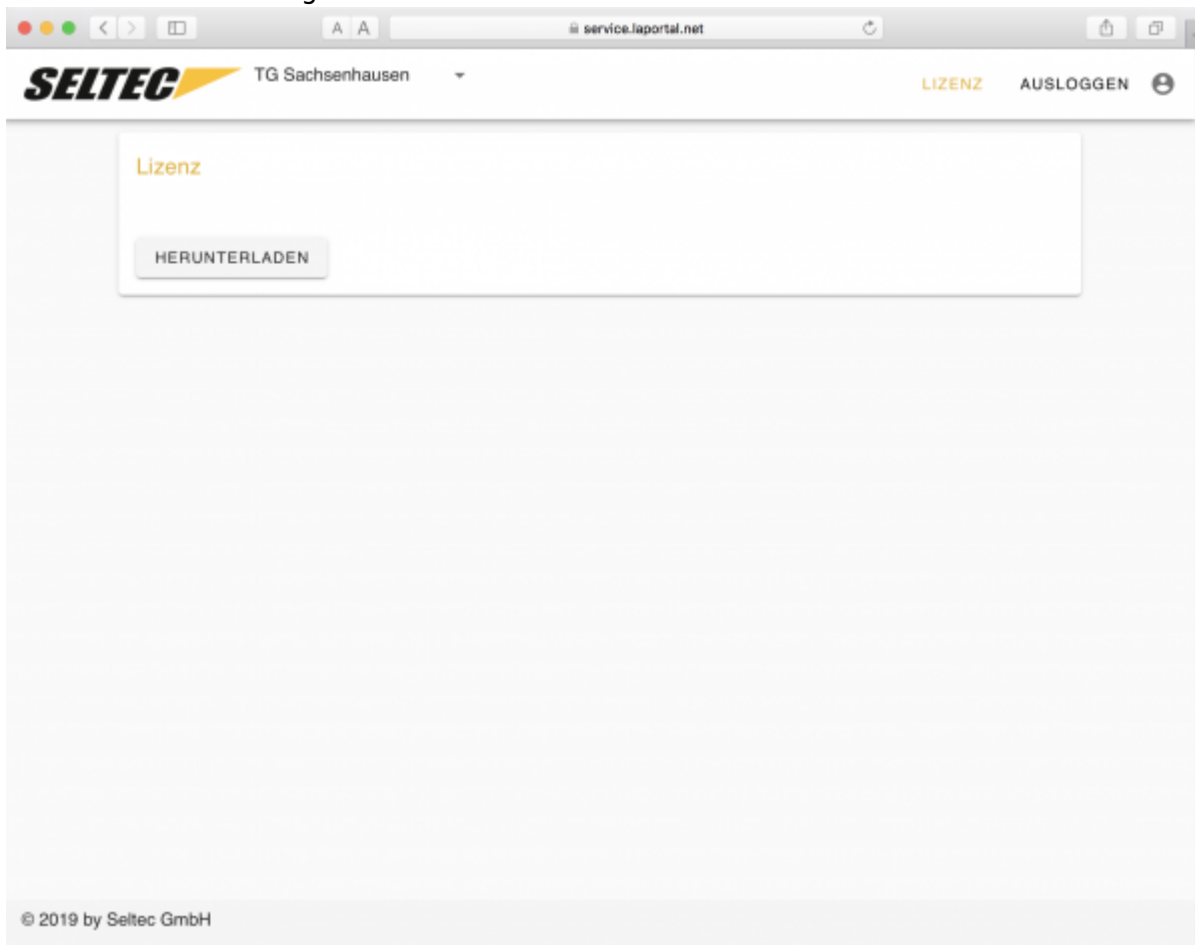 A A
service.laportal.net
SELTEC
TG Sachsenhausen
LIZENZ
AUSLOGGEN
Lizenz
HERUNTERLADEN
© 2019 by Seltec GmbH